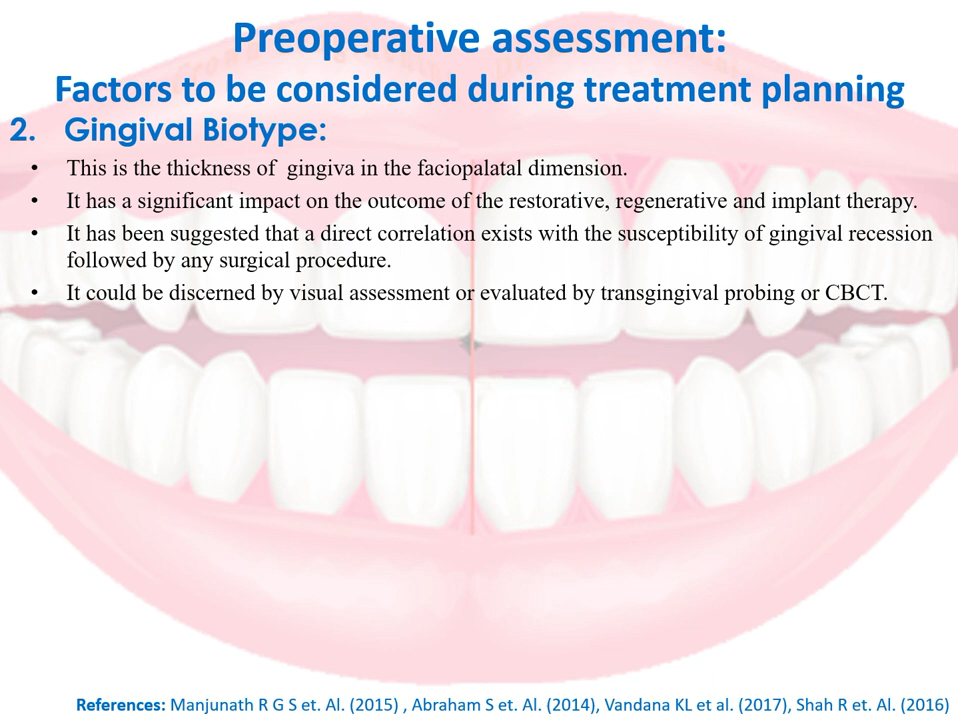 Preoperative assessment:
Factors to be considered during treatment planning
2. Gingival Biotype:
• This is the thickness of gingiva in the faciopalatal dimension.
• It has a significant impact on the outcome of the restorative, regenerative and implant therapy.
• It has been suggested that a direct correlation exists with the susceptibility of gingival recession
followed by any surgical procedure.
• It could be discerned by visual assessment or evaluated by transgingival probing or CBCT.
References: Manjunath R G S et. Al. (2015) , Abraham S et. Al. (2014), Vandana KL et al. (2017), Shah R et. Al. (2016)